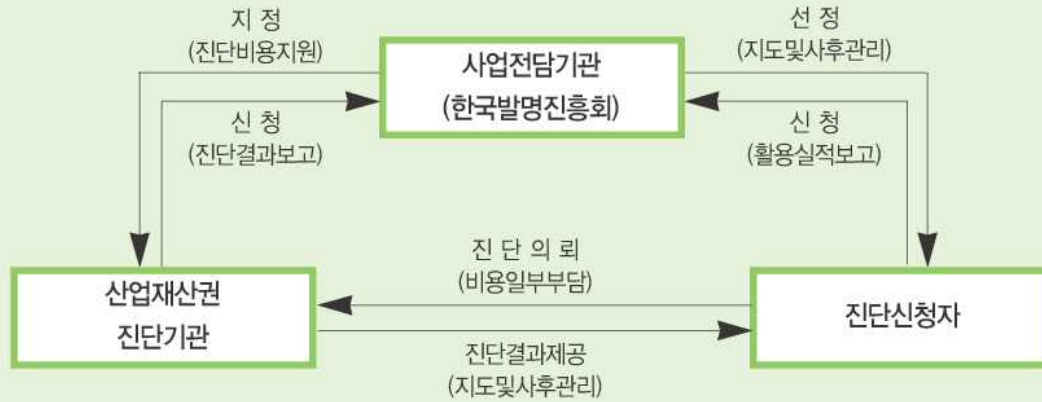 지 정
(진단비용지원)
선 정
(지도및사후관리)
사업전담기관
(한국발명진흥회)
신 청
(진단결과보고)
신 청
(활용실적보고)
진 단 의 뢰
(비용일부부담)
산업재산권
진단기관
진단신청자
진단결과제공
(지도및사후관리)